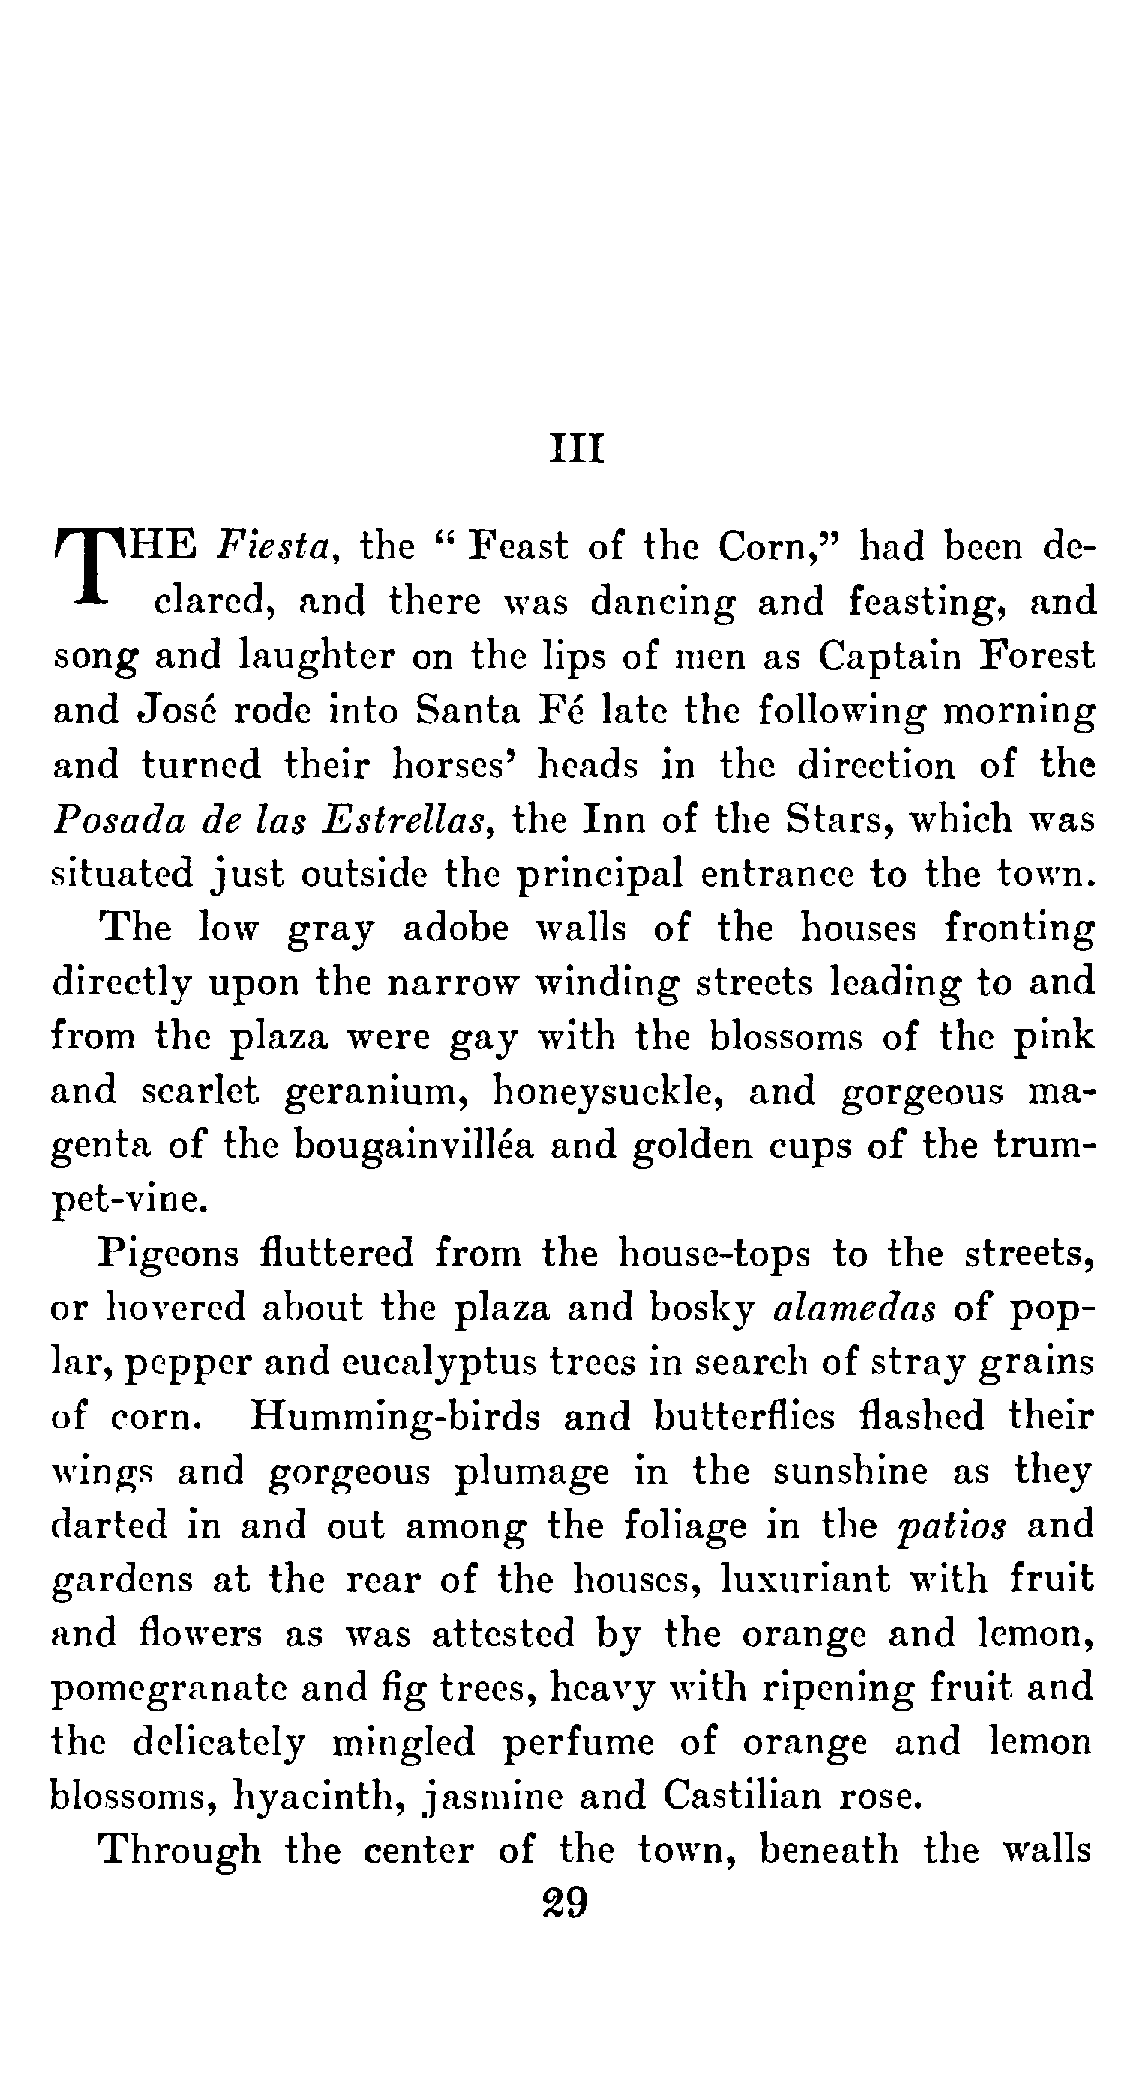 III
THE Fiesta, the “ Feast of the Corn,” had been de-
clared, and there was dancing and feasting, and
song and laughter on the lips of men as Captain Forest
and José rode into Santa Fé late the following morning
and turned their horses’ heads in the direction of the
Posada de las Estrellas, the Inn of the Stars, which was
situated just outside the principal entrance to the town.
The low gray adobe walls of the houses fronting
directly upon the narrow winding streets leading to and
from the plaza were gay with the blossoms of the pink
and scarlet geranium, honeysuckle, and gorgeous ma-
genta of the bougainvilléa and golden cups of the trum-
pet-vine.
Pigeons fluttered from the house-tops to the streets,
or hovered about the plaza and bosky alamedas of pop-
lar, pepper and eucalyptus trees in search of stray grains
of corn. Humming-birds and butterflies flashed their
wings and gorgeous plumage in the sunshine as they
darted in and out among the foliage in the patios and
gardens at the rear of the houses, luxuriant with fruit
and flowers as was attested by the orange and lemon,
pomegranate and fig trees, heavy with ripening fruit and
the delicately mingled perfume of orange and lemon
blossoms, hyacinth, jasmine and Castilian rose.
Through the center of the town, beneath the walls
29